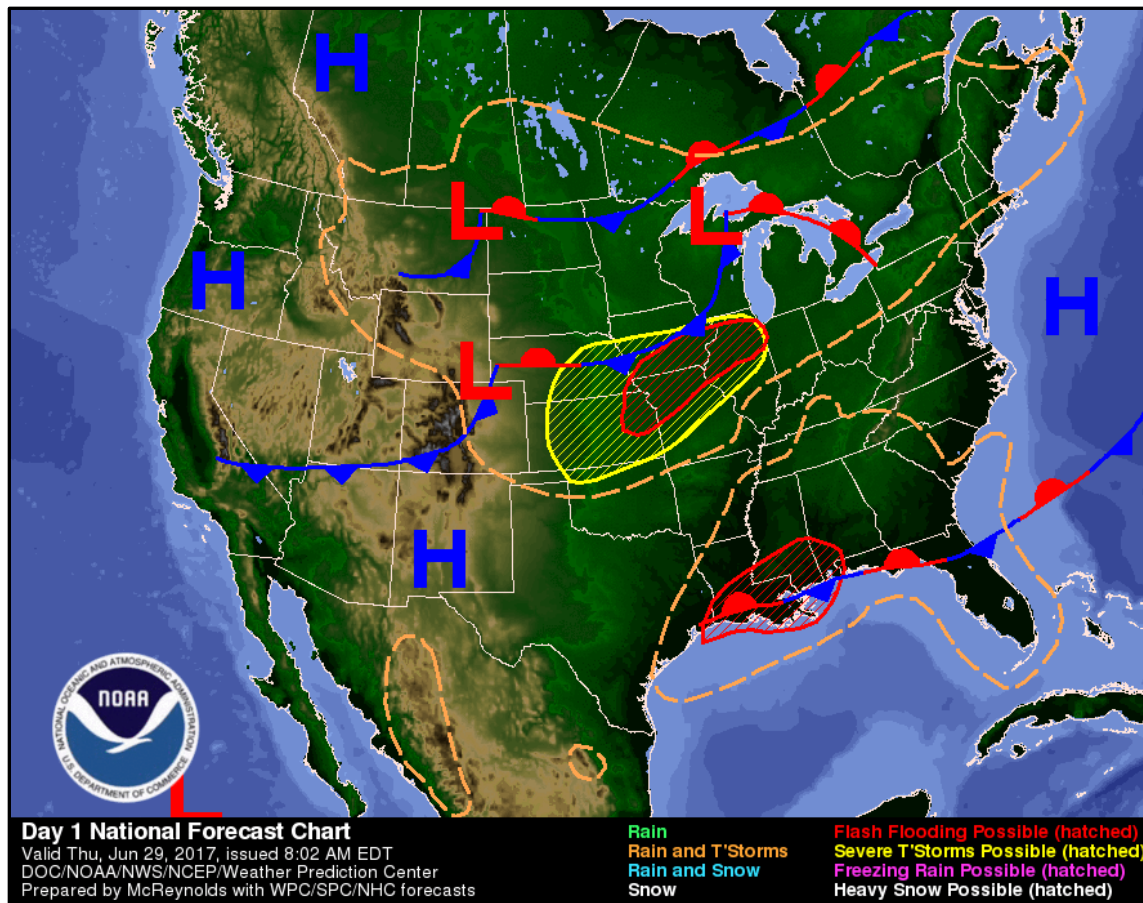 H
L
L
H
H
L
H
NATIONAL OCEANIC AND ATMOSPHERIC ADMINISTRATION
NOAA
U.S. DEPARTMENT OF COMMERCE
L
Day 1 National Forecast Chart
Valid Thu, Jun 29, 2017, issued 8:02 AM EDT
DOC/NOAA/NWS/NCEP/Weather Prediction Center
Prepared by McReynolds with WPC/SPC/NHC forecasts
Rain
Rain and T'Storms
Rain and Snow
Snow
Flash Flooding Possible (hatched)
Severe T'Storms Possible (hatched)
Freezing Rain Possible (hatched)
Heavy Snow Possible (hatched)